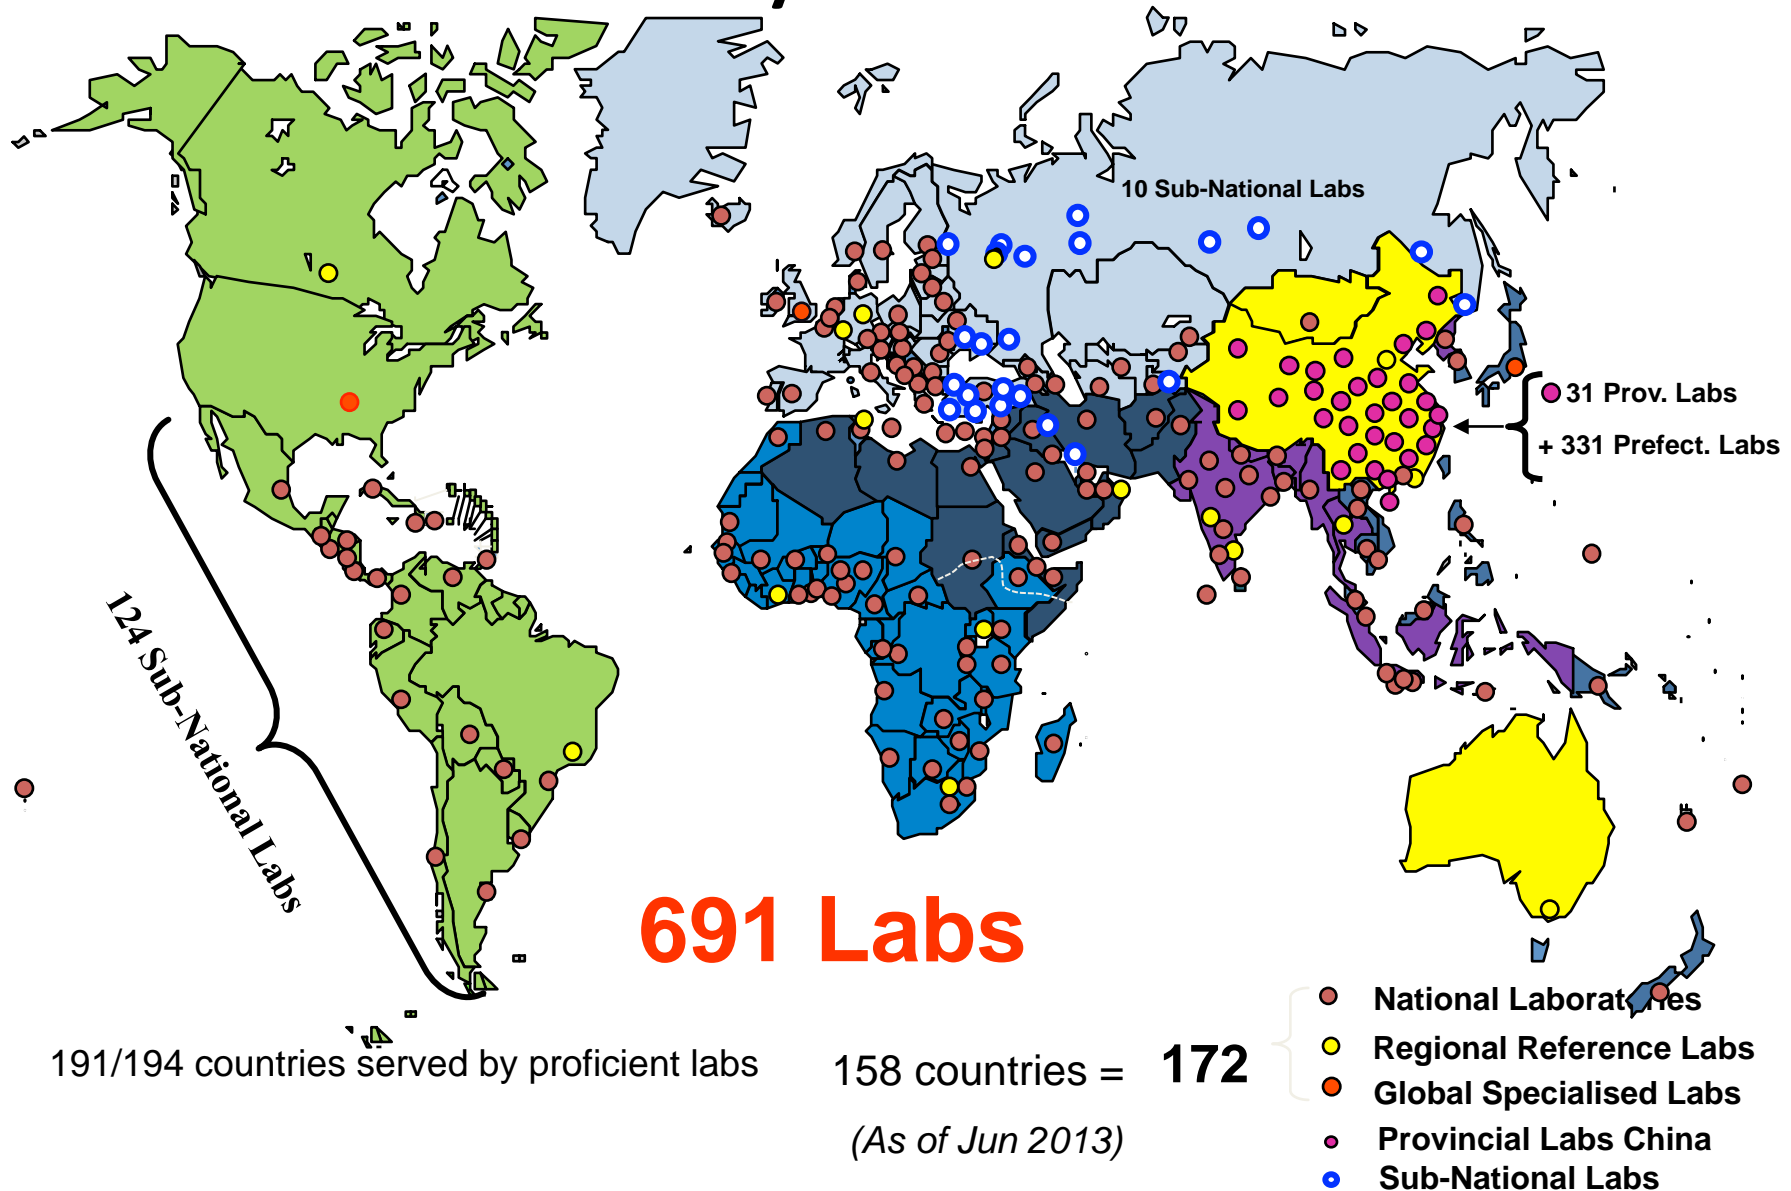 10 Sub-National Labs
31 Prov. Labs
+ 331 Prefect. Labs
124 Sub-National Labs
691 Labs
191/194 countries served by proficient labs
158 countries = 172
(As of Jun 2013)
National Laboratories
Regional Reference Labs
Global Specialised Labs
Provincial Labs China
Sub-National Labs